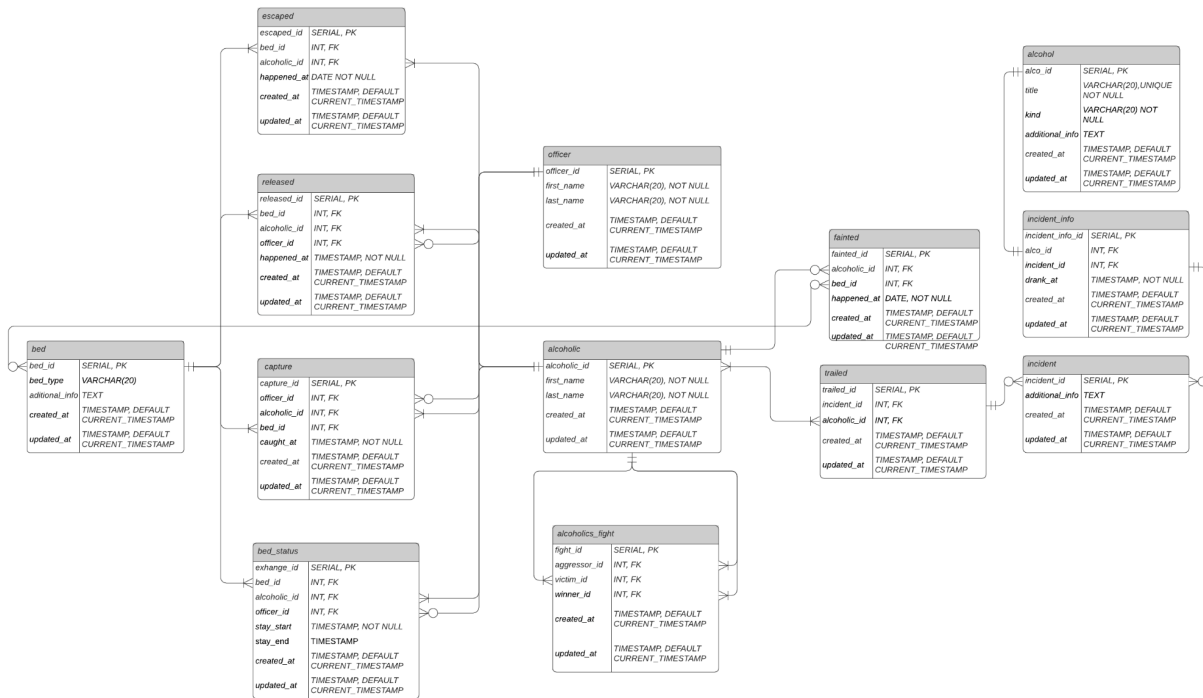 escaped
escaped_id SERIAL, PK
bed_id INT, FK
alcoholic_id INT, FK
happened_at DATE NOT NULL
created_at TIMESTAMP, DEFAULT
CURRENT_TIMESTAMP
updated_at TIMESTAMP, DEFAULT
CURRENT_TIMESTAMP
released
released_id SERIAL, PK
bed_id INT, FK
alcoholic_id INT, FK
officer_id INT, FK
happened_at TIMESTAMP, NOT NULL
created_at TIMESTAMP, DEFAULT
CURRENT_TIMESTAMP
updated_at TIMESTAMP, DEFAULT
CURRENT_TIMESTAMP
bed
bed_id SERIAL, PK
bed_type VARCHAR(20)
aditional_info TEXT
created_at TIMESTAMP, DEFAULT
CURRENT_TIMESTAMP
updated_at TIMESTAMP, DEFAULT
CURRENT_TIMESTAMP
capture
capture_id SERIAL, PK
officer_id INT, FK
alcoholic_id INT, FK
bed_id INT, FK
caught_at TIMESTAMP, NOT NULL
created_at TIMESTAMP, DEFAULT
CURRENT_TIMESTAMP
updated_at TIMESTAMP, DEFAULT
CURRENT_TIMESTAMP
bed_status
exhange_id SERIAL, PK
bed_id INT, FK
alcoholic_id INT, FK
officer_id INT, FK
stay_start TIMESTAMP, NOT NULL
stay_end TIMESTAMP
created_at TIMESTAMP, DEFAULT
CURRENT_TIMESTAMP
updated_at TIMESTAMP, DEFAULT
CURRENT_TIMESTAMP
officer
officer_id SERIAL, PK
first_name VARCHAR(20), NOT NULL
last_name VARCHAR(20), NOT NULL
created_at TIMESTAMP, DEFAULT
CURRENT_TIMESTAMP
updated_at TIMESTAMP, DEFAULT
CURRENT_TIMESTAMP
alcoholic
alcoholic_id SERIAL, PK
first_name VARCHAR(20), NOT NULL
last_name VARCHAR(20), NOT NULL
created_at TIMESTAMP, DEFAULT
CURRENT_TIMESTAMP
updated_at TIMESTAMP, DEFAULT
CURRENT_TIMESTAMP
alcoholics_fight
fight_id SERIAL, PK
aggressor_id INT, FK
victim_id INT, FK
winner_id INT, FK
created_at TIMESTAMP, DEFAULT
CURRENT_TIMESTAMP
updated_at TIMESTAMP, DEFAULT
CURRENT_TIMESTAMP
fainted
fainted_id SERIAL, PK
alcoholic_id INT, FK
bed_id INT, FK
happened_at DATE, NOT NULL
created_at TIMESTAMP, DEFAULT
CURRENT_TIMESTAMP
updated_at TIMESTAMP, DEFAULT
CURRENT_TIMESTAMP
trailed
trailed_id SERIAL, PK
incident_id INT, FK
alcoholic_id INT, FK
created_at TIMESTAMP, DEFAULT
CURRENT_TIMESTAMP
updated_at TIMESTAMP, DEFAULT
CURRENT_TIMESTAMP
alcohol
alco_id SERIAL, PK
title VARCHAR(20),UNIQUE
NOT NULL
kind VARCHAR(20) NOT
NULL
additional_info TEXT
created_at TIMESTAMP, DEFAULT
CURRENT_TIMESTAMP
updated_at TIMESTAMP, DEFAULT
CURRENT_TIMESTAMP
incident_info
incident_info_id SERIAL, PK
alco_id INT, FK
incident_id INT, FK
drank_at TIMESTAMP, NOT NULL
created_at TIMESTAMP, DEFAULT
CURRENT_TIMESTAMP
updated_at TIMESTAMP, DEFAULT
CURRENT_TIMESTAMP
incident
incident_id SERIAL, PK
additional_info TEXT
created_at TIMESTAMP, DEFAULT
CURRENT_TIMESTAMP
updated_at TIMESTAMP, DEFAULT
CURRENT_TIMESTAMP